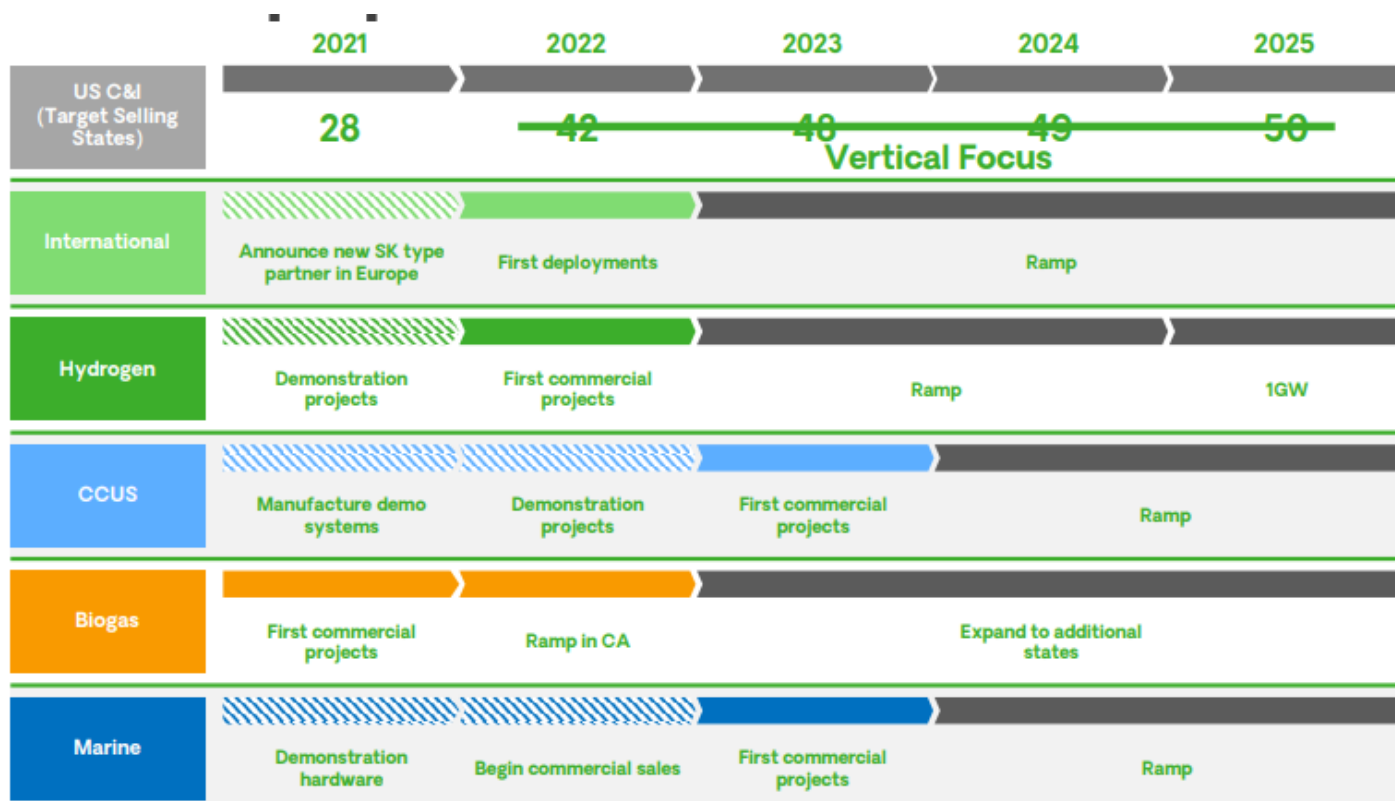 2021 2022 2023 2024 2025
US C&I
(Target Selling
States)
28 42 48 49 50
Vertical Focus
International
Announce new SK type
partner in Europe
First deployments
Ramp
Hydrogen
Demonstration
projects
First commercial
projects
Ramp
1GW
CCUS
Manufacture demo
systems
Demonstration
projects
First commercial
projects
Ramp
Biogas
First commercial
projects
Ramp in CA
Expand to additional
states
Marine
Demonstration
hardware
Begin commercial sales
First commercial
projects
Ramp